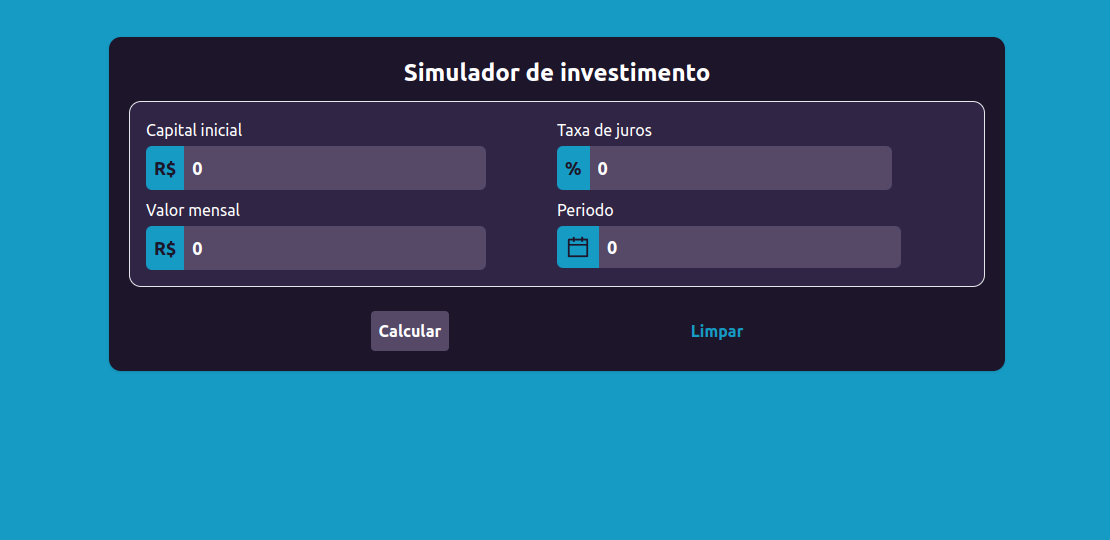 Simulador de investimento
Capital inicial
R$ 0
Taxa de juros
% 0
Valor mensal
R$ 0
Periodo
0
Calcular
Limpar